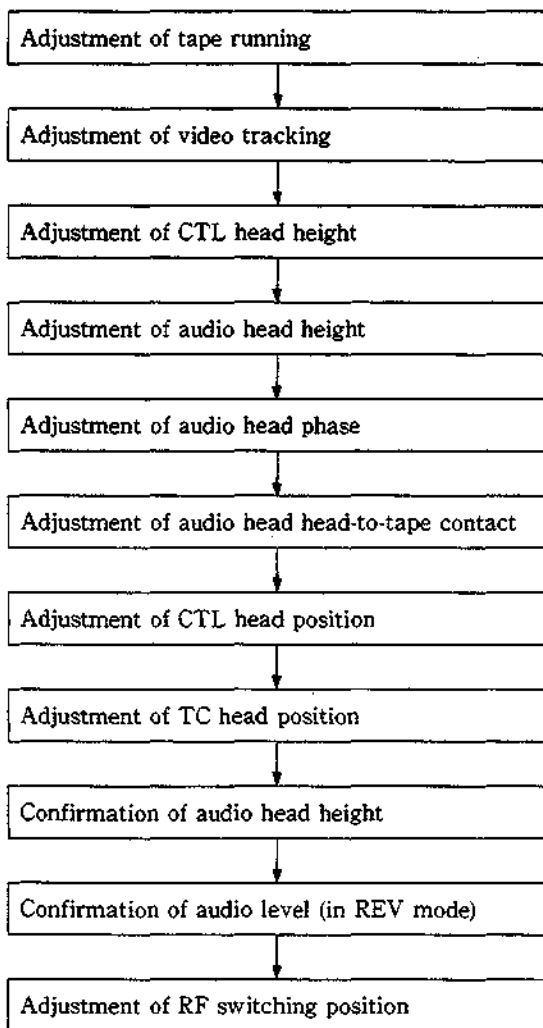 Adjustment of tape running
Adjustment of video tracking
Adjustment of CTL head height
Adjustment of audio head height
Adjustment of audio head phase
Adjustment of audio head head-to-tape contact
Adjustment of CTL head position
Adjustment of TC head position
Confirmation of audio head height
Confirmation of audio level (in REV mode)
Adjustment of RF switching position